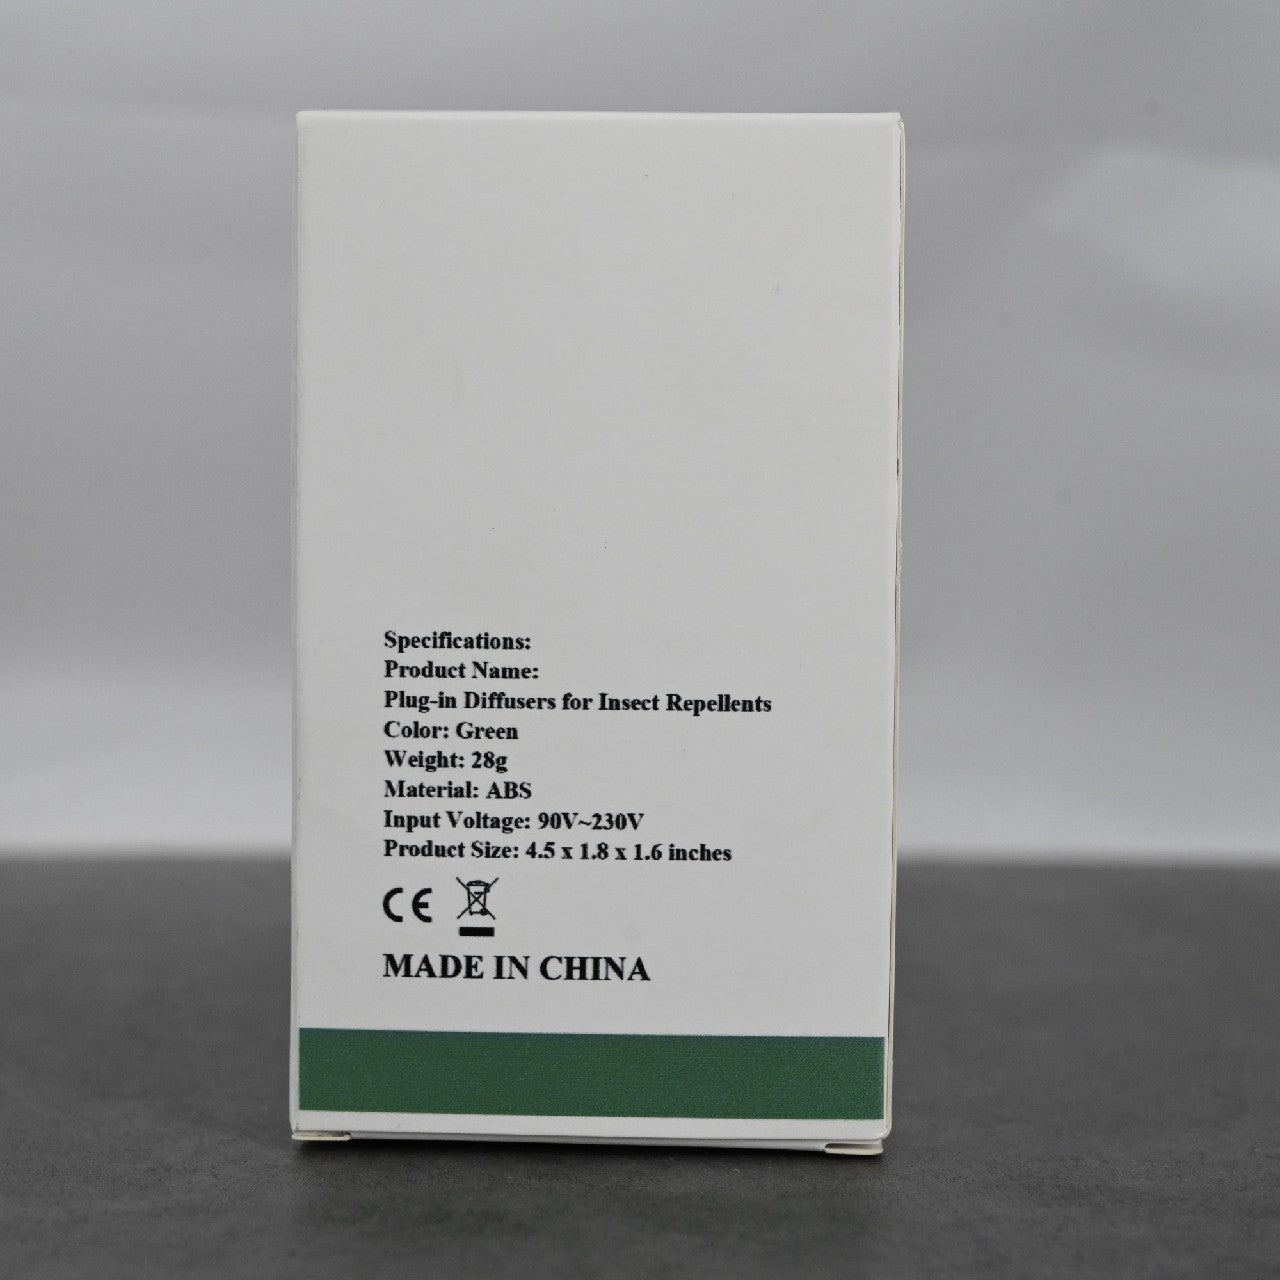 Specifications:
Product Name:
Plug-in Diffusers for Insect Repellents
Color: Green
Weight: 28g
Material: ABS
Input Voltage: 90V~230V
Product Size: 4.5 x 1.8 x 1.6 inches
CE
MADE IN CHINA